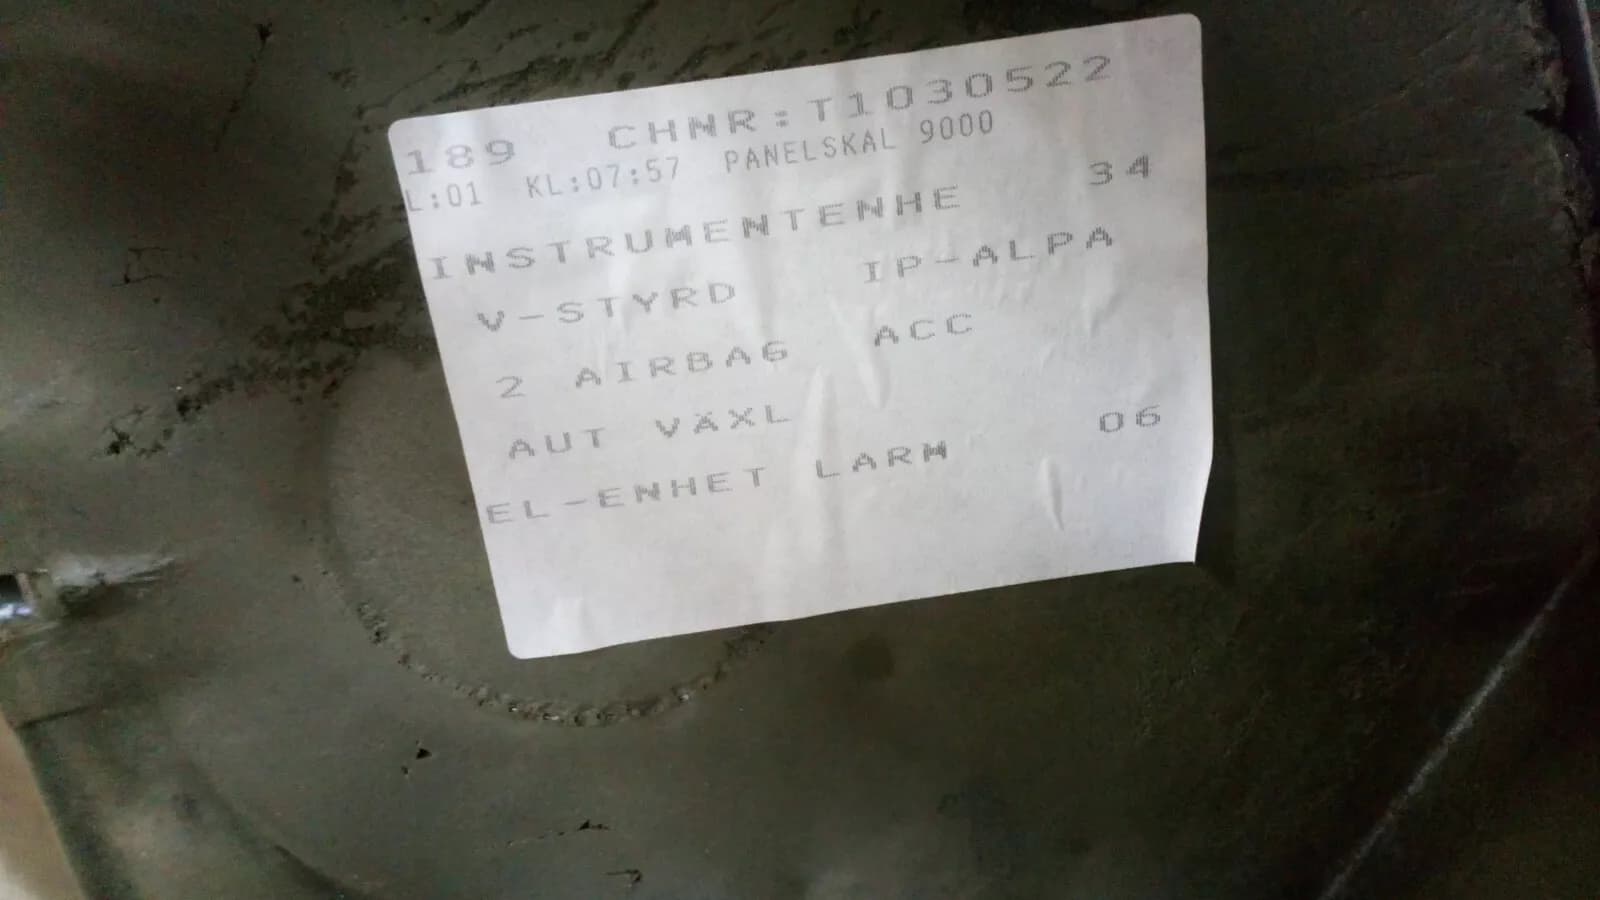 189 CHNR:T1030522
L:01 KL:07:57 PANELSKAL 9000
INSTRUMENTENHE 34
V-STYRD IP-ALPA
2 AIRBAG ACC
AUT VÄXL
EL-ENHET LARM 06